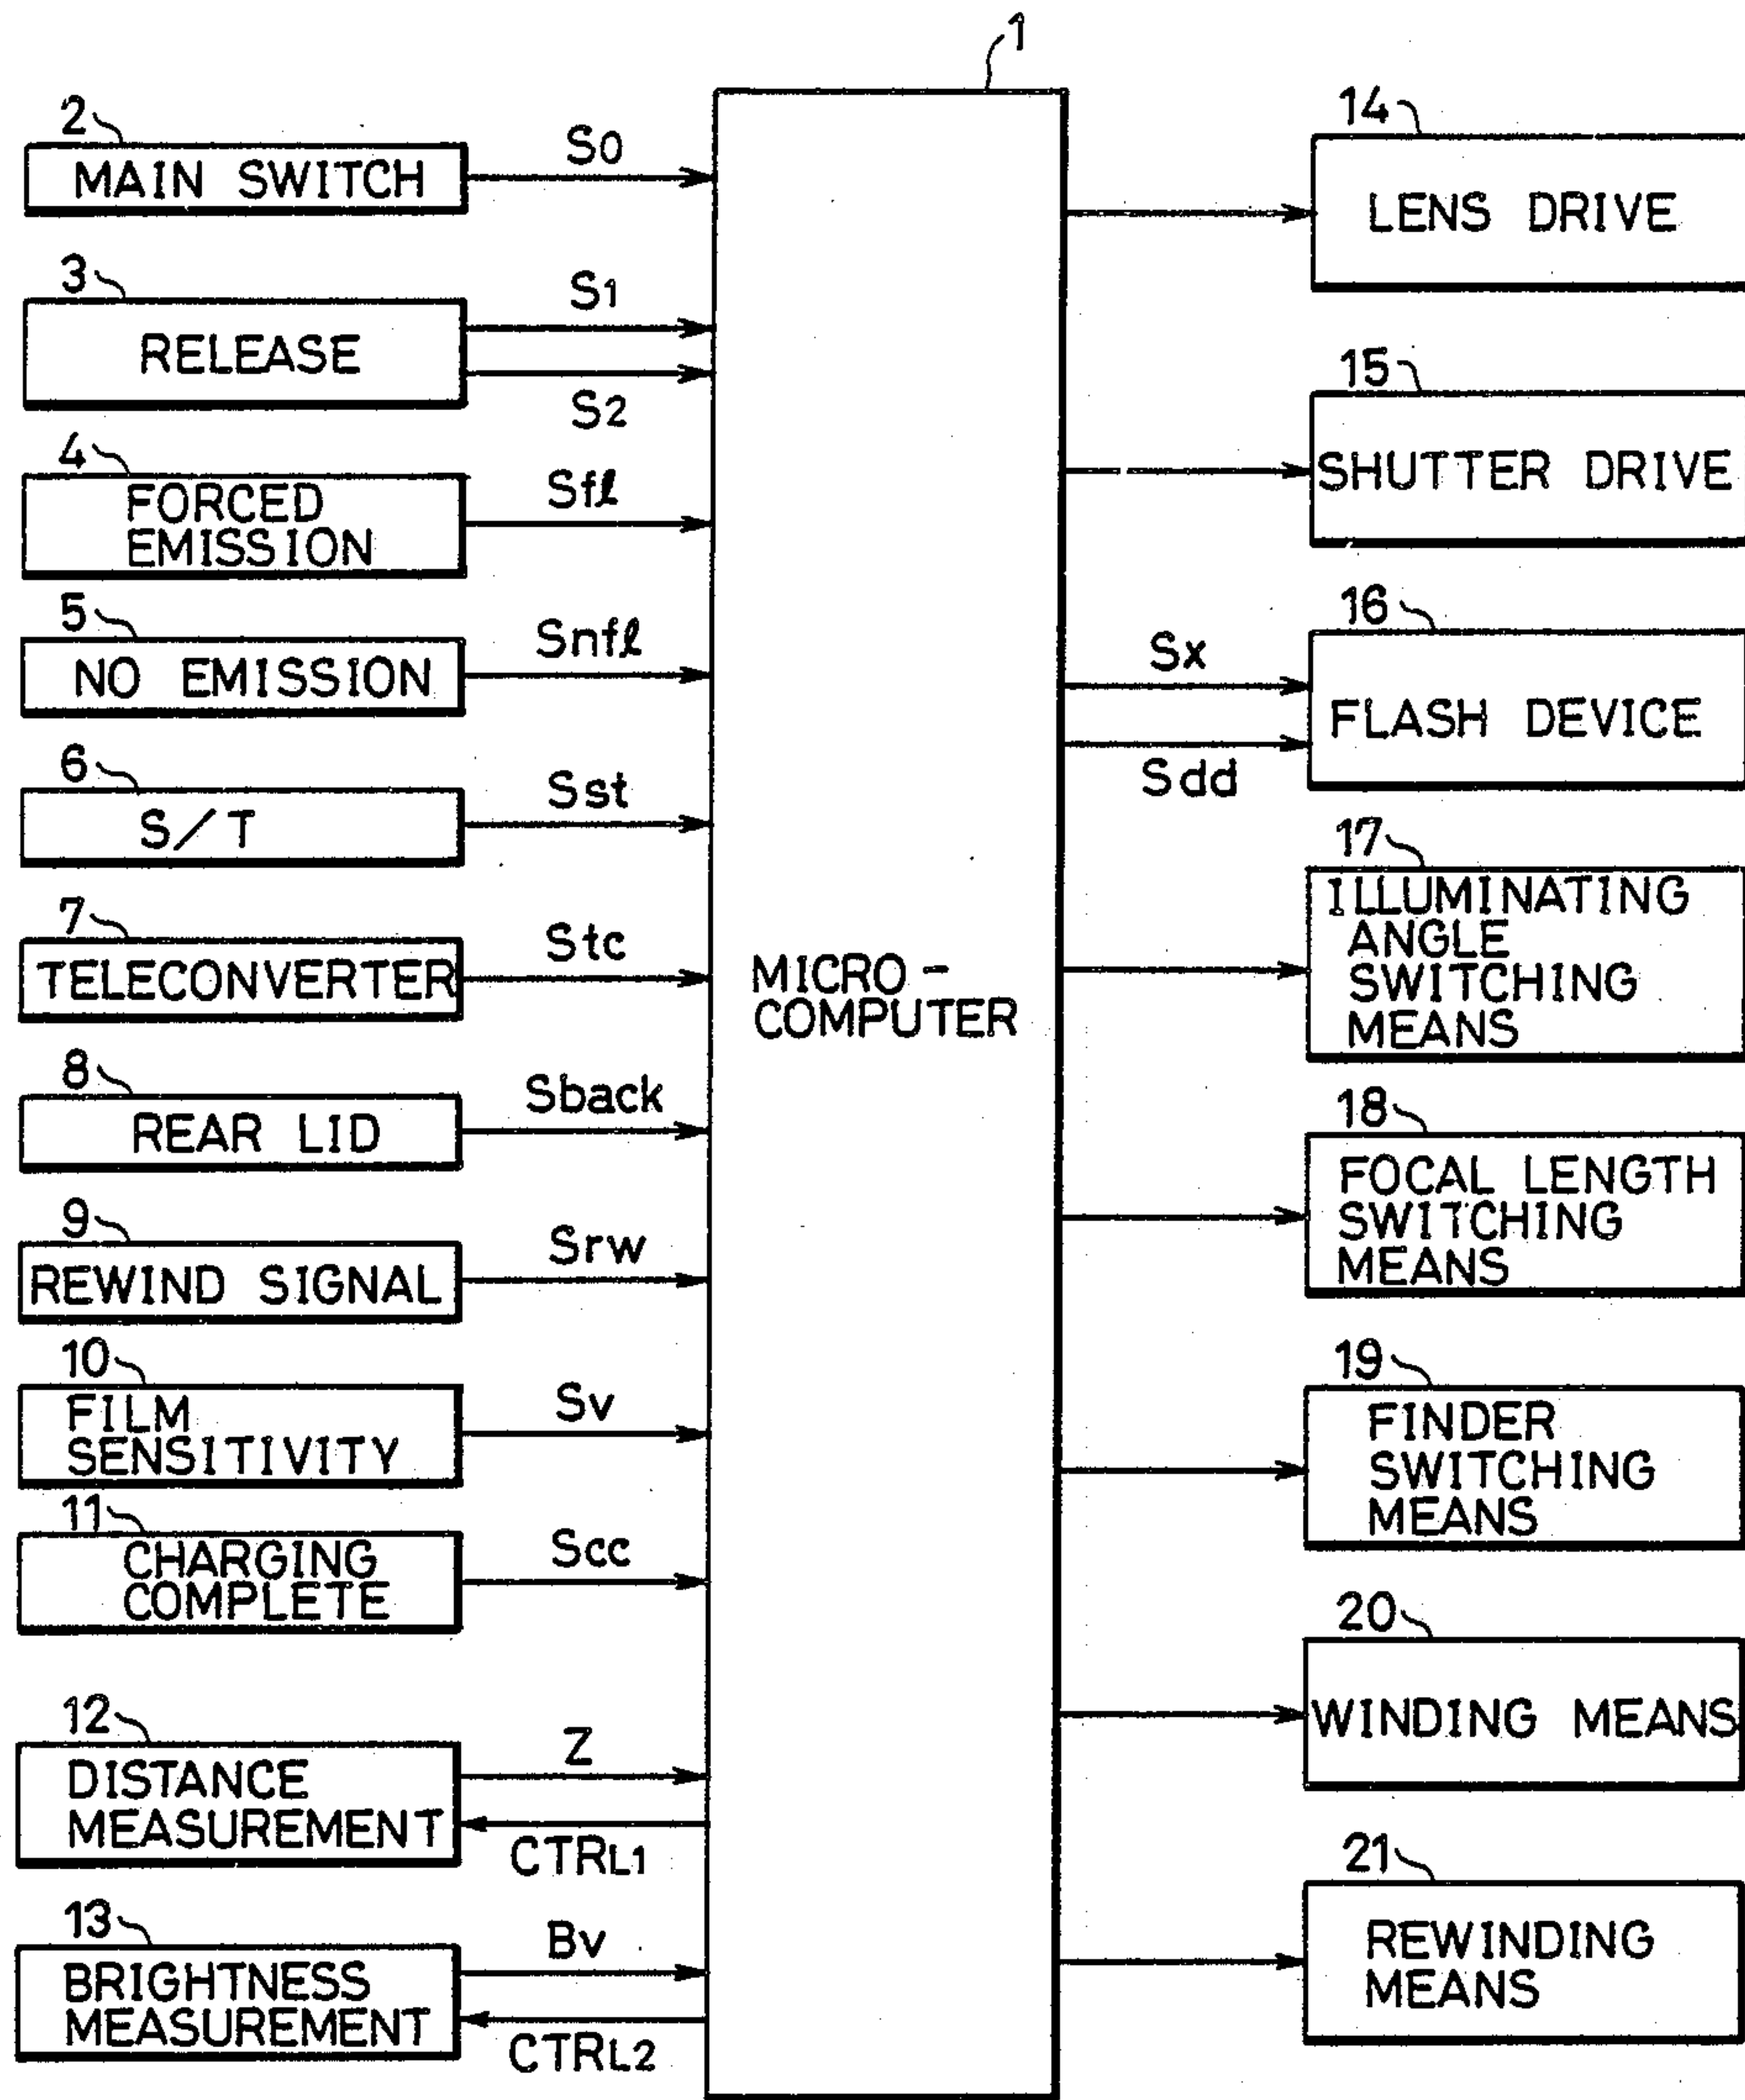 1
2
MAIN SWITCH
S0
3
RELEASE
S1
S2
4
FORCED
EMISSION
Sfℓ
5
NO EMISSION
Snfℓ
6
S/T
Sst
7
TELECONVERTER
Stc
8
REAR LID
Sback
9
REWIND SIGNAL
Srw
10
FILM
SENSITIVITY
Sv
11
CHARGING
COMPLETE
Scc
12
DISTANCE
MEASUREMENT
Z
CTRL1
13
BRIGHTNESS
MEASUREMENT
Bv
CTRL2
MICRO-
COMPUTER
14
LENS DRIVE
15
SHUTTER DRIVE
16
Sx
FLASH DEVICE
Sdd
17
ILLUMINATING
ANGLE
SWITCHING
MEANS
18
FOCAL LENGTH
SWITCHING
MEANS
19
FINDER
SWITCHING
MEANS
20
WINDING MEANS
21
REWINDING
MEANS